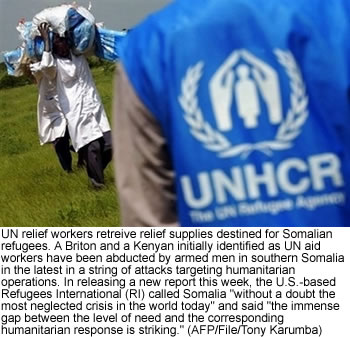 UNHCR
The UN Refugee Agency
UN relief workers retreive relief supplies destined for Somalian
refugees. A Briton and a Kenyan initially identified as UN aid
workers have been abducted by armed men in southern Somalia
in the latest in a string of attacks targeting humanitarian
operations. In releasing a new report this week, the U.S.-based
Refugees International (RI) called Somalia "without a doubt the
most neglected crisis in the world today" and said "the immense
gap between the level of need and the corresponding
humanitarian response is striking." (AFP/File/Tony Karumba)